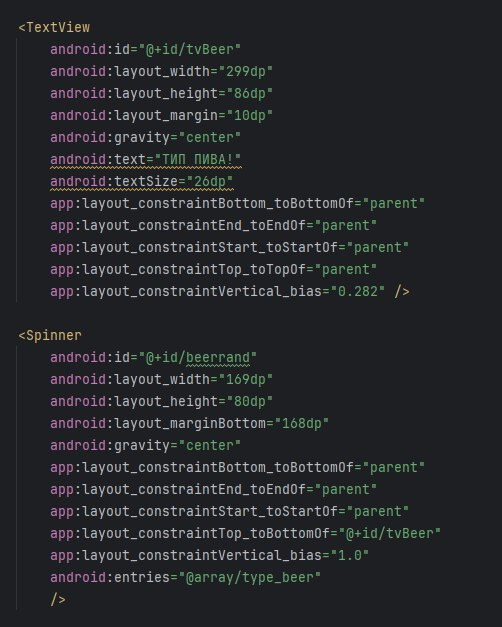 <TextView
android:id="@+id/tvBeer"
android:layout_width="299dp"
android:layout_height="86dp"
android:layout_margin="10dp"
android:gravity="center"
android:text="ТИП ПИВА!"
android:textSize="26dp"
app:layout_constraintBottom_toBottomOf="parent"
app:layout_constraintEnd_toEndOf="parent"
app:layout_constraintStart_toStartOf="parent"
app:layout_constraintTop_toTopOf="parent"
app:layout_constraintVertical_bias="0.282" />
<Spinner
android:id="@+id/beerrand"
android:layout_width="169dp"
android:layout_height="80dp"
android:layout_marginBottom="168dp"
android:gravity="center"
app:layout_constraintBottom_toBottomOf="parent"
app:layout_constraintEnd_toEndOf="parent"
app:layout_constraintStart_toStartOf="parent"
app:layout_constraintTop_toBottomOf="@+id/tvBeer"
app:layout_constraintVertical_bias="1.0"
android:entries="@array/type_beer"
/>